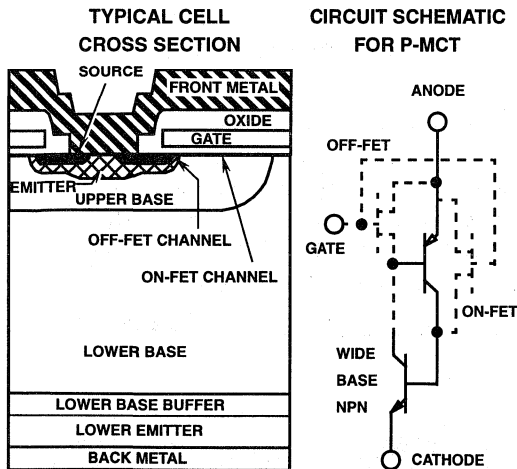 TYPICAL CELL
CROSS SECTION
SOURCE
FRONT METAL
OXIDE
GATE
EMITTER
UPPER BASE
OFF-FET CHANNEL
ON-FET CHANNEL
LOWER BASE
LOWER BASE BUFFER
LOWER EMITTER
BACK METAL
CIRCUIT SCHEMATIC
FOR P-MCT
ANODE
OFF-FET
GATE
ON-FET
WIDE
BASE
NPN
CATHODE